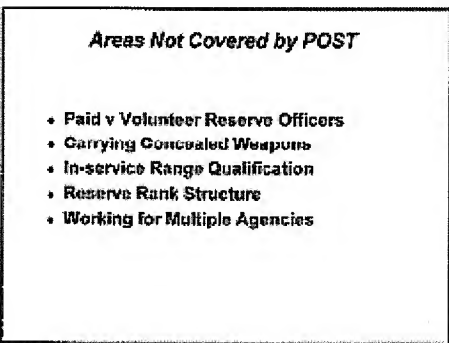 Areas Not Covered by POST
• Paid v Volunteer Reserve Officers
• Carrying Concealed Weapons
• In-service Range Qualification
• Reserve Rank Structure
• Working for Multiple Agencies